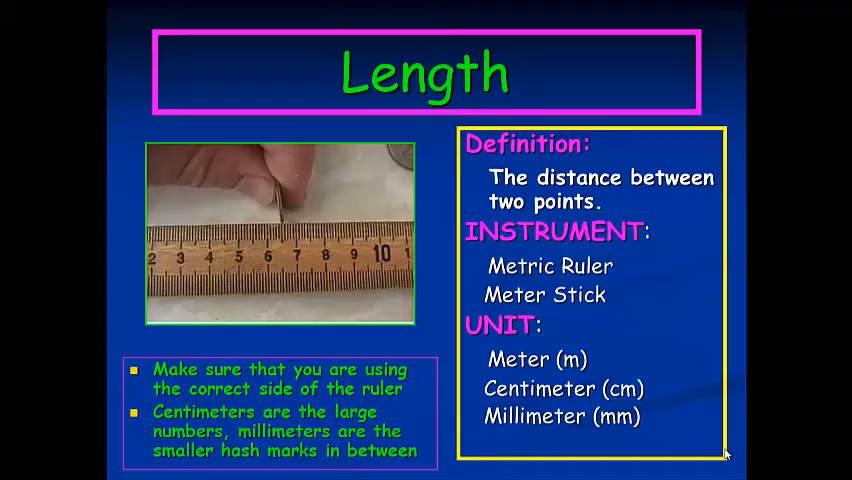 Length
2 3 4 5 6 7 8 9 10 1
Make sure that you are using
the correct side of the ruler
Centimeters are the large
numbers, millimeters are the
smaller hash marks in between
Definition:
The distance between
two points.
INSTRUMENT:
Metric Ruler
Meter Stick
UNIT:
Meter (m)
Centimeter (cm)
Millimeter (mm)